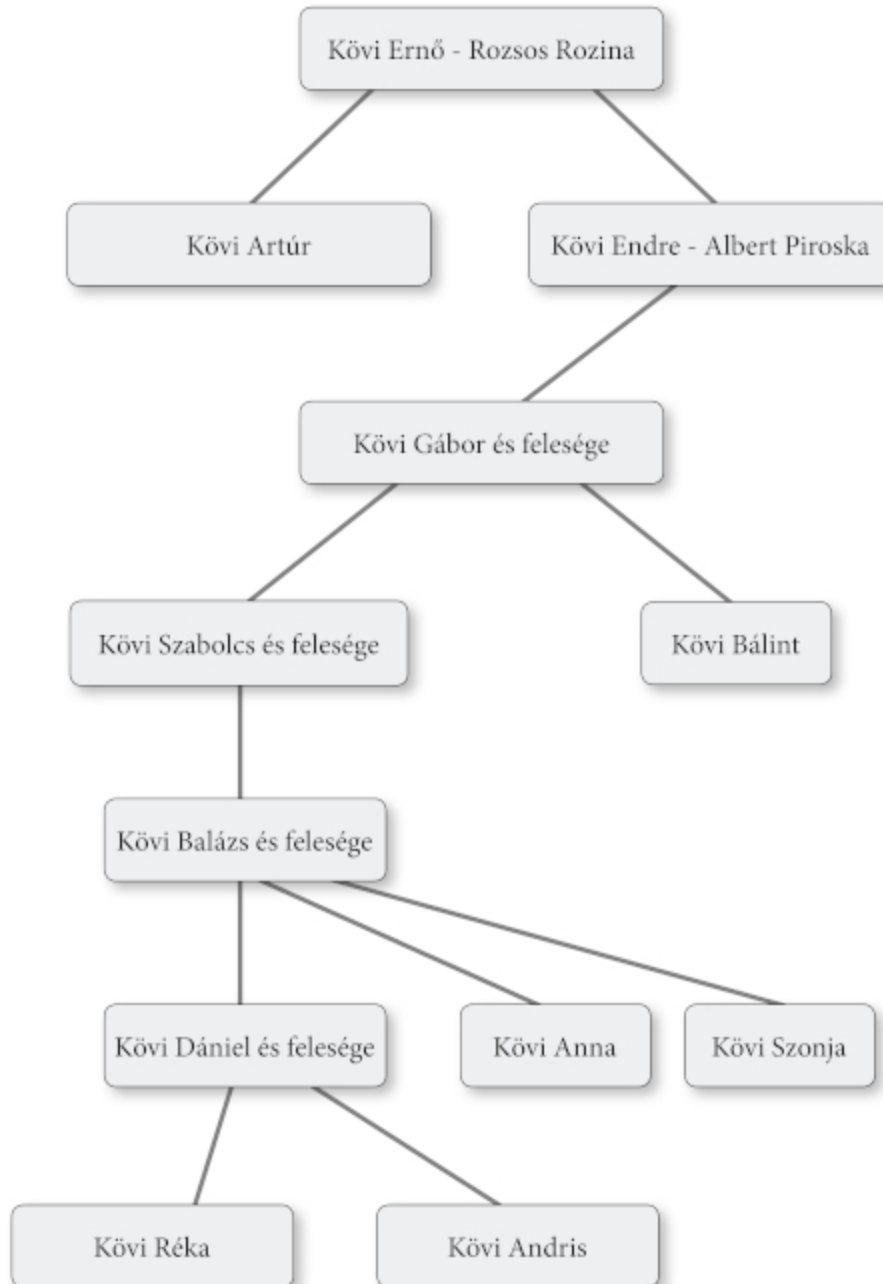 Kövi Ernő - Rozsos Rozina
Kövi Artúr
Kövi Endre - Albert Piroska
Kövi Gábor és felesége
Kövi Szabolcs és felesége
Kövi Bálint
Kövi Balázs és felesége
Kövi Dániel és felesége
Kövi Anna
Kövi Szonja
Kövi Réka
Kövi Andris